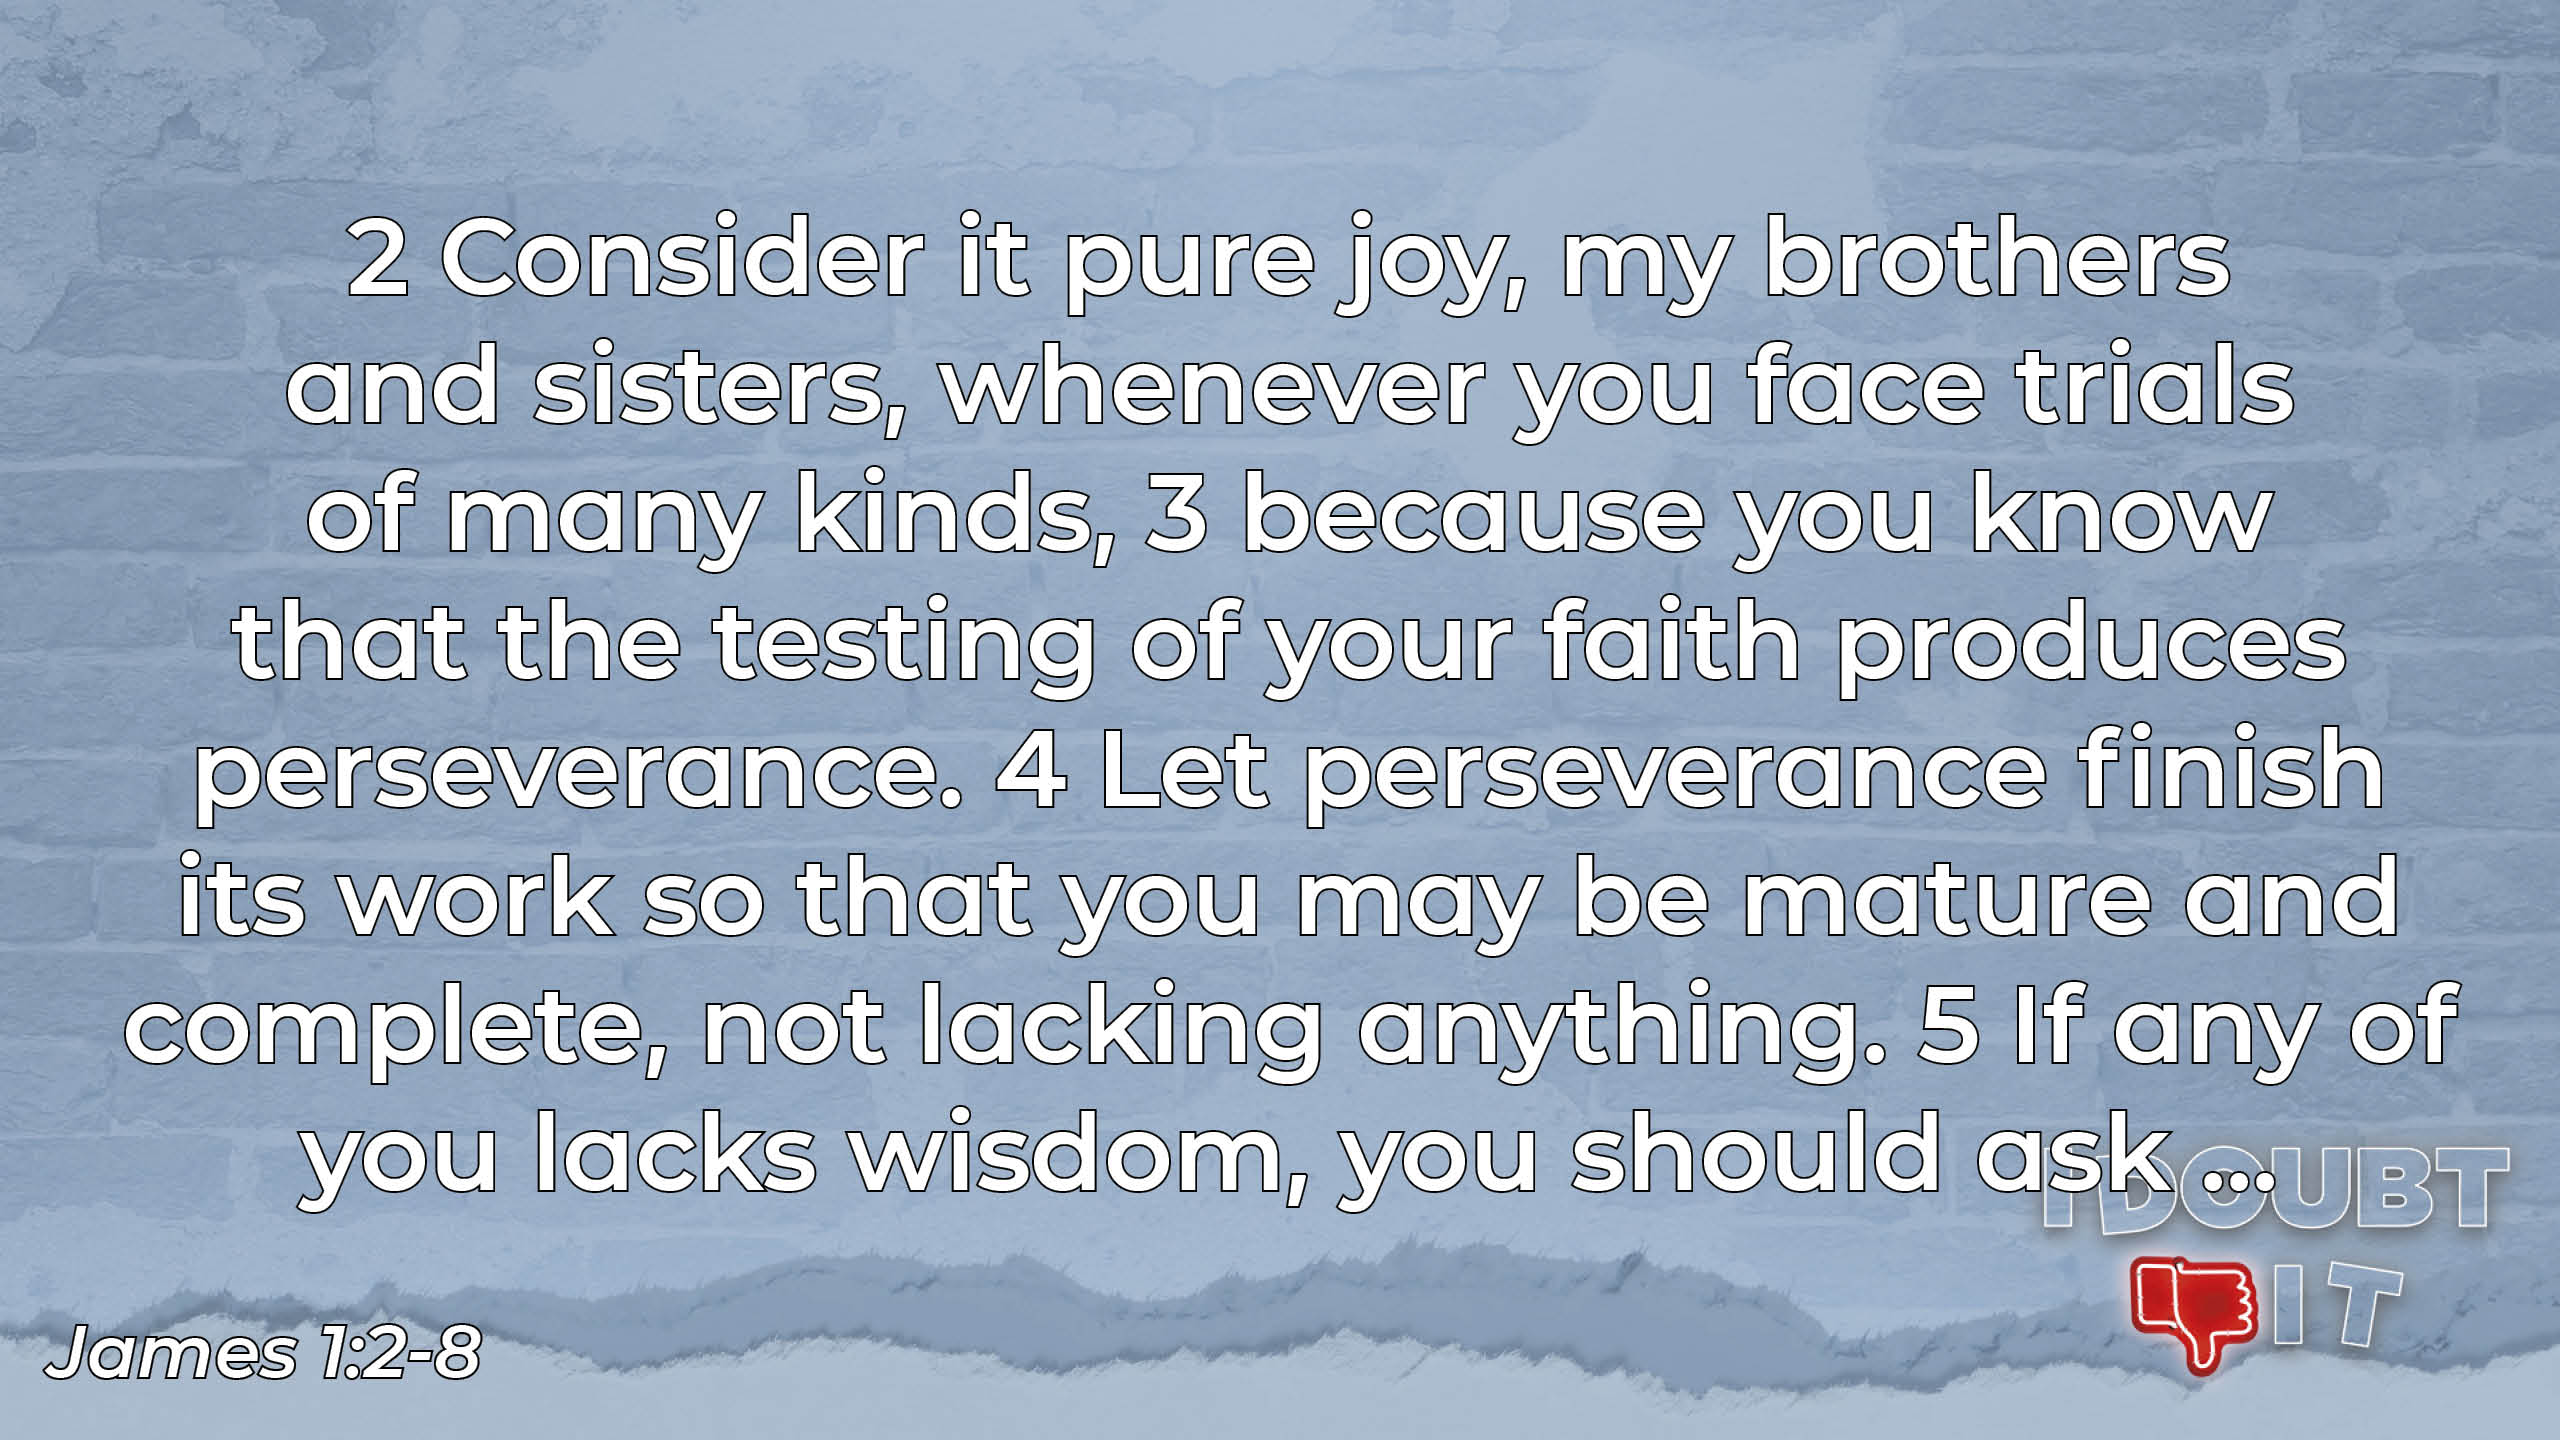 2 Consider it pure joy, my brothers
and sisters, whenever you face trials
of many kinds, 3 because you know
that the testing of your faith produces
perseverance. 4 Let perseverance finish
its work so that you may be mature and
complete, not lacking anything. 5 If any of
you lacks wisdom, you should ask ...
I DOUBT
IT
James 1:2-8